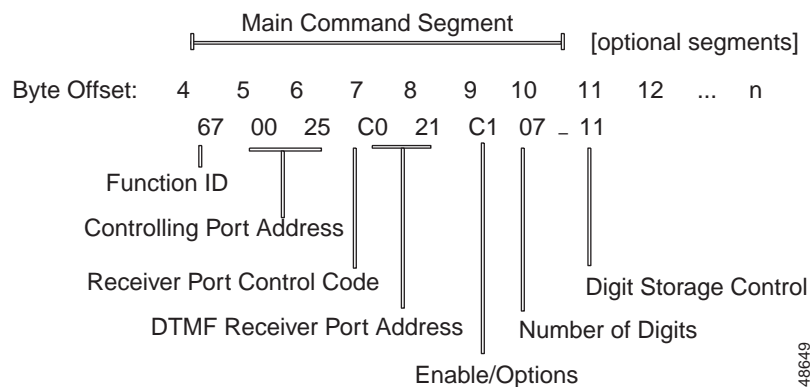 Main Command Segment
[optional segments]
Byte Offset: 4 5 6 7 8 9 10 11 12 ... n
67 00 25 C0 21 C1 07 – 11
Function ID
Controlling Port Address
Receiver Port Control Code
Digit Storage Control
DTMF Receiver Port Address
Number of Digits
Enable/Options
48649